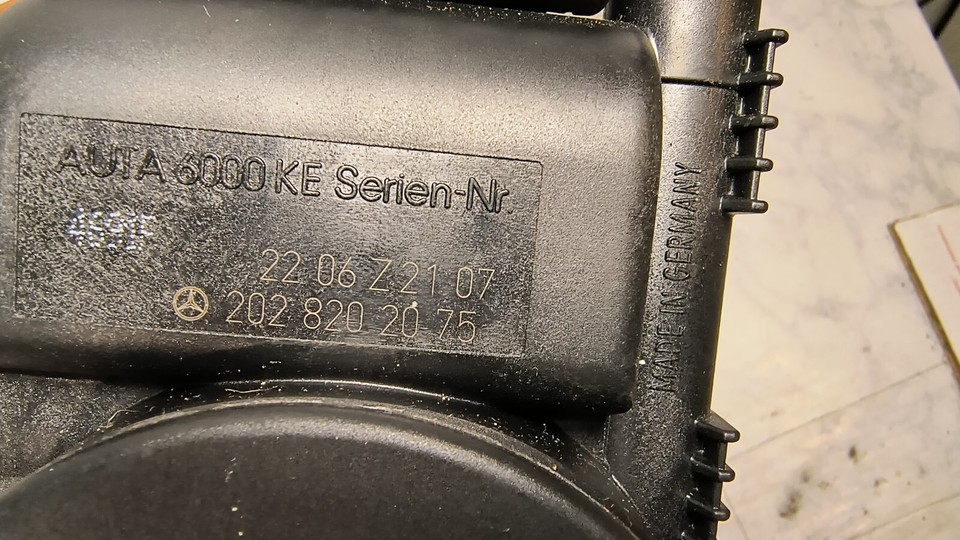 AUTA 6000 KE Serien-Nr.
22 06 Z 21 07
202 820 20 75
MADE IN GERMANY